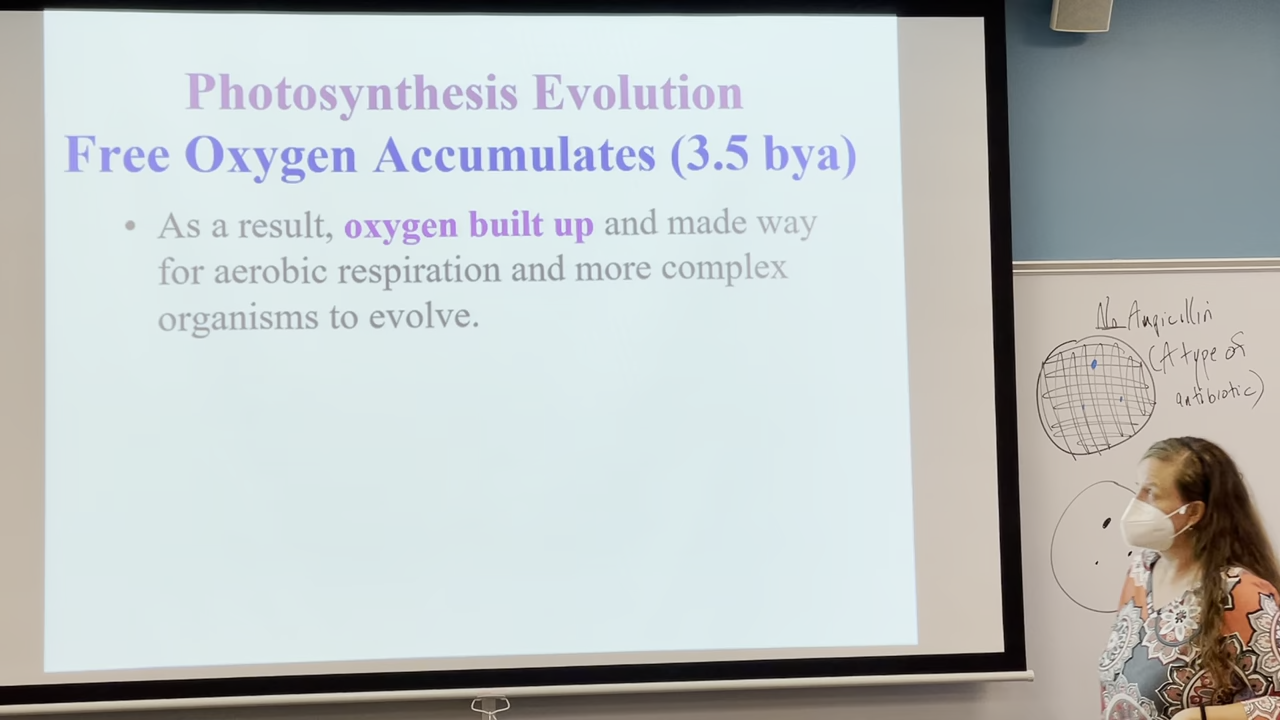 Photosynthesis Evolution
Free Oxygen Accumulates (3.5 bya)
• As a result, oxygen built up and made way
for aerobic respiration and more complex
organisms to evolve.
No Ampicillin
(A type of
antibiotic)